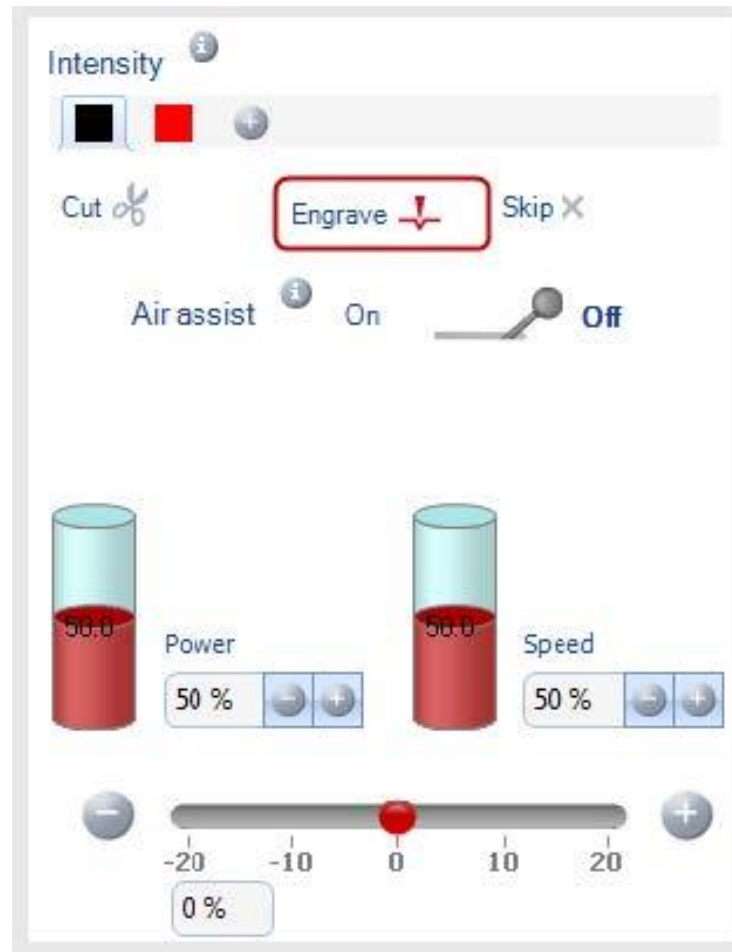 Intensity
Cut Engrave Skip
Air assist On Off
50.0 50.0
Power Speed
50 % 50 %
-20 -10 0 10 20
0 %